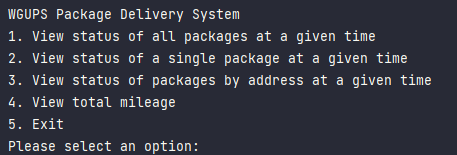 WGUPS Package Delivery System
1. View status of all packages at a given time
2. View status of a single package at a given time
3. View status of packages by address at a given time
4. View total mileage
5. Exit
Please select an option: